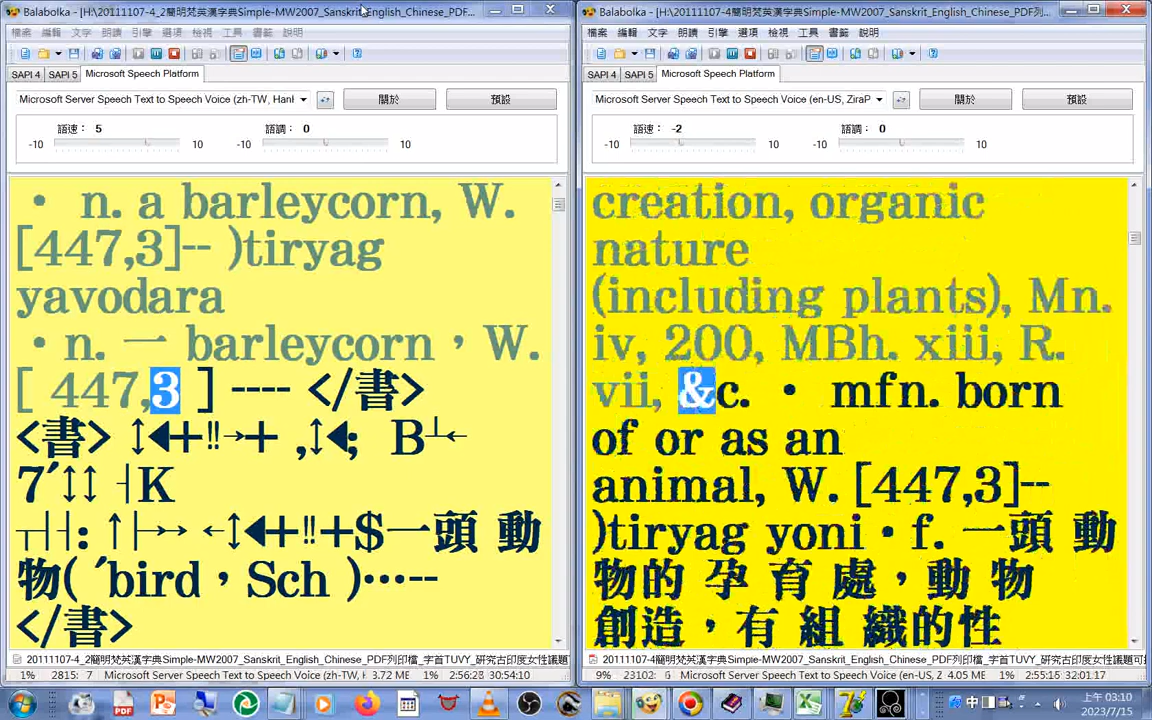 Balabolka - [H:\20111107-4_2簡明梵英漢字典Simple-MW2007_Sanskrit_English_Chinese_PDF...
檔案 編輯 文字 朗讀 引擎 選項 檢視 工具 書籤 說明
SAPI 4 SAPI 5 Microsoft Speech Platform
Microsoft Server Speech Text to Speech Voice (zh-TW, Hanl
關於 預設
語速： 5 語調： 0
-10 10 -10 10
• n. a barleycorn, W.
[447,3]-- )tiryag
yavodara
• n. 一 barleycorn，W.
[ 447,3 ] ---- </書>
<書> ↕◀+‼→+ ,↕◀; B┴←
7´↕↕ ┤K
┬┤┤: ↑├→→ ←↕◀+‼+$一頭 動
物( ´bird，Sch )…--
</書>
20111107-4_2簡明梵英漢字典Simple-MW2007_Sanskrit_English_Chinese_PDF列印檔_字首TUVY_研究古印度女性議題
1% 2815: 7 Microsoft Server Speech Text to Speech Voice (zh-TW, H 3.72 MB 1% 2:56:28 30:54:10
Balabolka - [H:\20111107-4簡明梵英漢字典Simple-MW2007_Sanskrit_English_Chinese_PDF列...
檔案 編輯 文字 朗讀 引擎 選項 檢視 工具 書籤 說明
SAPI 4 SAPI 5 Microsoft Speech Platform
Microsoft Server Speech Text to Speech Voice (en-US, ZiraP
關於 預設
語速： -2 語調： 0
-10 10 -10 10
creation, organic
nature
(including plants), Mn.
iv, 200, MBh. xiii, R.
vii, &c. • mfn. born
of or as an
animal, W. [447,3]--
)tiryag yoni • f. 一頭 動
物的 孕 育 處，動 物
創造，有 組 織的性
20111107-4簡明梵英漢字典Simple-MW2007_Sanskrit_English_Chinese_PDF列印檔_字首TUVY_研究古印度女性議題可
9% 23102: 6 Microsoft Server Speech Text to Speech Voice (en-US, Z 4.05 MB 1% 2:55:15 32:01:17
中
上午 03:10
2023/7/15